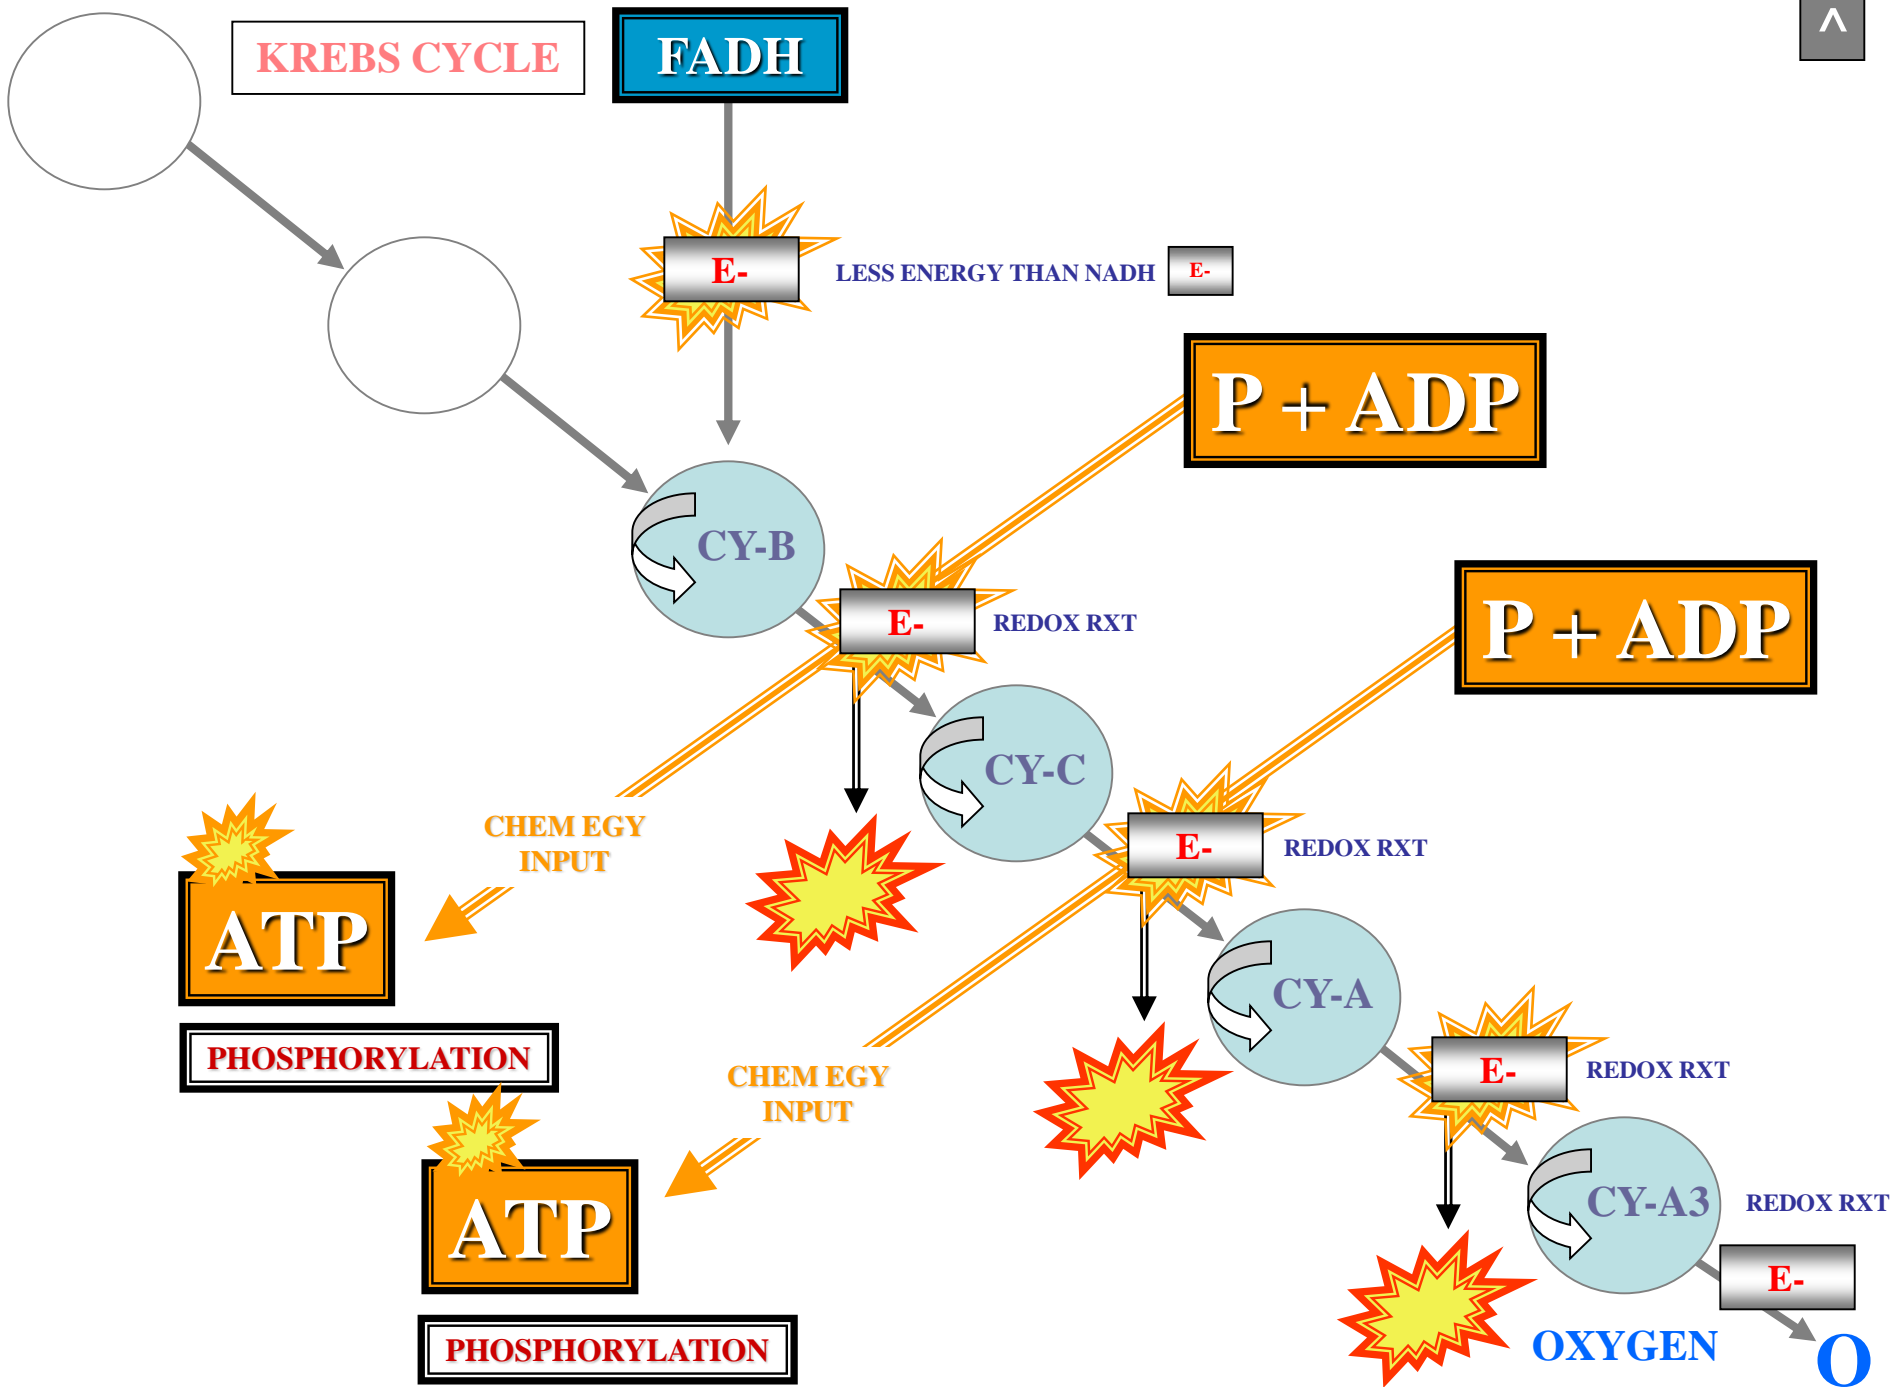 ^
KREBS CYCLE
FADH
E-
LESS ENERGY THAN NADH
E-
P + ADP
CY-B
E-
REDOX RXT
P + ADP
CY-C
CHEM EGY
INPUT
E-
REDOX RXT
ATP
CY-A
PHOSPHORYLATION
E-
REDOX RXT
CHEM EGY
INPUT
ATP
CY-A3
REDOX RXT
E-
PHOSPHORYLATION
OXYGEN
O